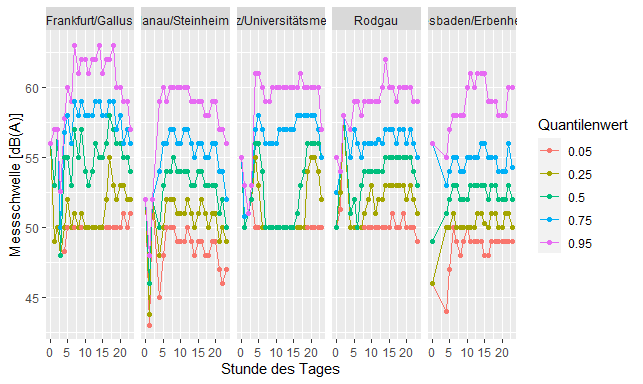 Frankfurt/Gallus
anau/Steinheim
z/Universitätsme
Rodgau
sbaden/Erbenhe
Messschwelle [dB(A)]
60
55
50
45
0 5 10 15 20
0 5 10 15 20
0 5 10 15 20
0 5 10 15 20
0 5 10 15 20
Stunde des Tages
Quantilenwert
0.05
0.25
0.5
0.75
0.95